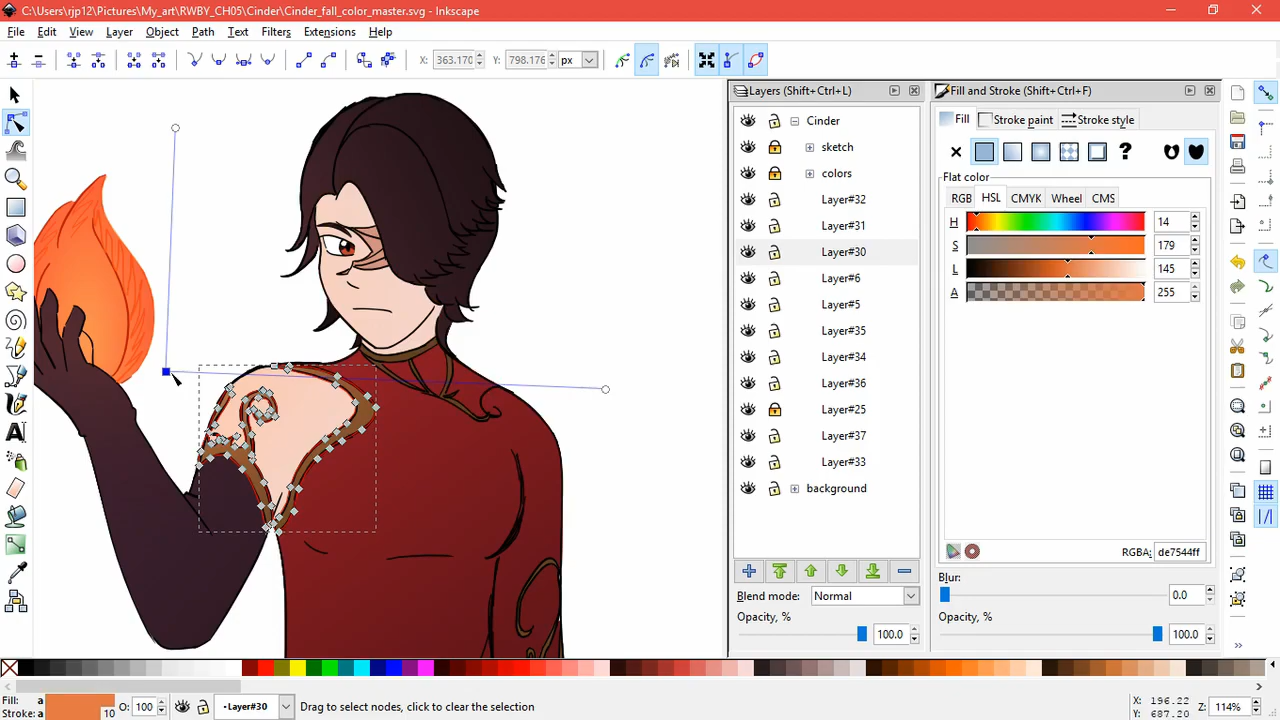 C:\Users\rjp12\Pictures\My_art\RWBY_CH05\Cinder\Cinder_fall_color_master.svg - Inkscape
File Edit View Layer Object Path Text Filters Extensions Help
X: 363.170 Y: 798.176 px
Layers (Shift+Ctrl+L)
Cinder
sketch
colors
Layer#32
Layer#31
Layer#30
Layer#6
Layer#5
Layer#35
Layer#34
Layer#36
Layer#25
Layer#37
Layer#33
background
Blend mode: Normal
Opacity, %
100.0
Fill and Stroke (Shift+Ctrl+F)
Fill Stroke paint Stroke style
?
Flat color
RGB HSL CMYK Wheel CMS
H 14
S 179
L 145
A 255
RGBA: de7544ff
Blur:
0.0
Opacity, %
100.0
Fill: a
Stroke: a 10
O: 100
•Layer#30
Drag to select nodes, click to clear the selection
X: 196.22
Y: 687.20
Z: 114%